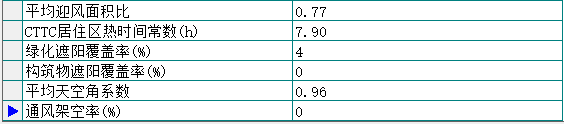 平均迎风面积比 0.77
CTTC居住区热时间常数(h) 7.90
绿化遮阳覆盖率(%) 4
构筑物遮阳覆盖率(%) 0
平均天空角系数 0.96
通风架空率(%) 0